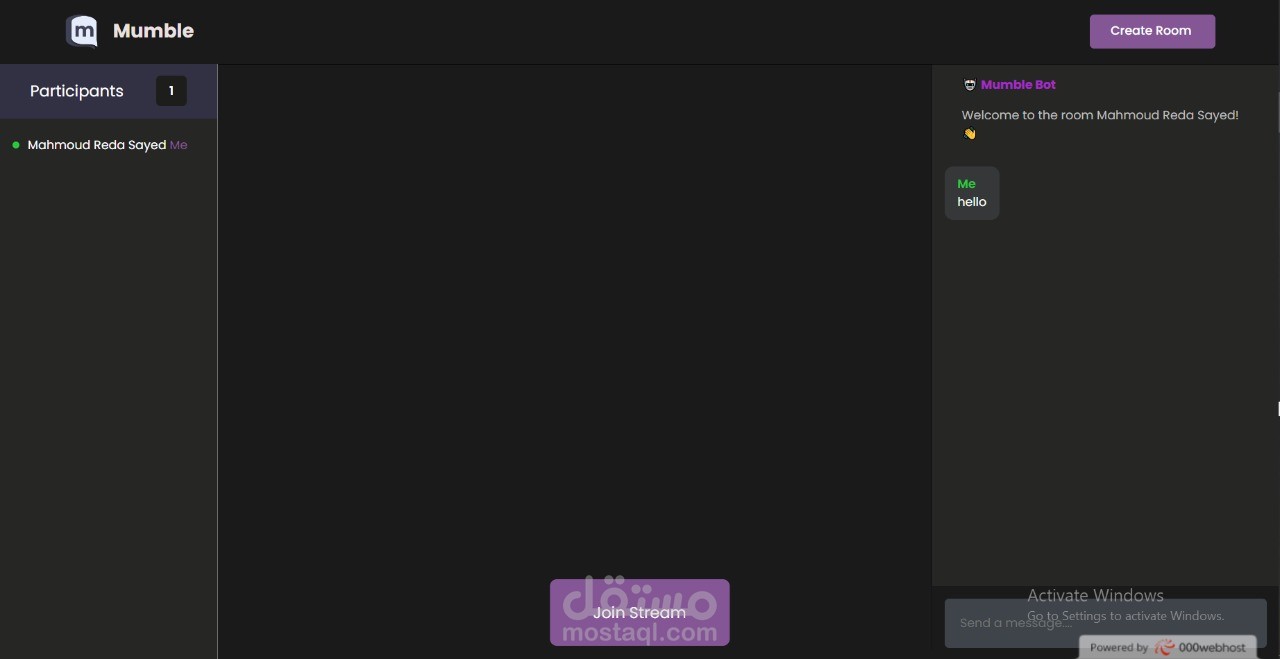 m Mumble
Create Room
Participants
1
Mahmoud Reda Sayed Me
Mumble Bot
Welcome to the room Mahmoud Reda Sayed!
Me
hello
Join Stream
مستقل
mostaql.com
Activate Windows
Go to Settings to activate Windows.
Send a message....
Powered by 000webhost